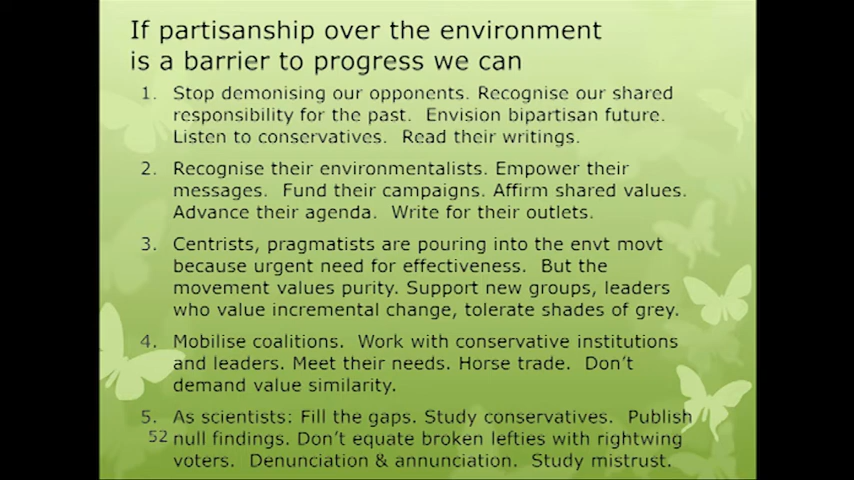 If partisanship over the environment
is a barrier to progress we can
1. Stop demonising our opponents. Recognise our shared
responsibility for the past. Envision bipartisan future.
Listen to conservatives. Read their writings.
2. Recognise their environmentalists. Empower their
messages. Fund their campaigns. Affirm shared values.
Advance their agenda. Write for their outlets.
3. Centrists, pragmatists are pouring into the envt movt
because urgent need for effectiveness. But the
movement values purity. Support new groups, leaders
who value incremental change, tolerate shades of grey.
4. Mobilise coalitions. Work with conservative institutions
and leaders. Meet their needs. Horse trade. Don't
demand value similarity.
5. As scientists: Fill the gaps. Study conservatives. Publish
52 null findings. Don't equate broken lefties with rightwing
voters. Denunciation & annunciation. Study mistrust.